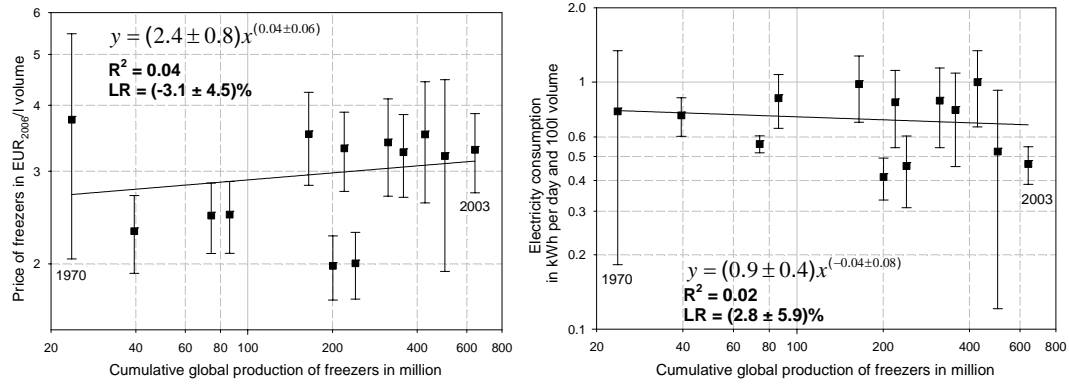 Price of freezers in EUR2006/l volume
6
5
4
3
2
y = (2.4 ± 0.8)x^(0.04±0.06)
R² = 0.04
LR = (-3.1 ± 4.5)%
1970
2003
20 40 60 80 100 200 400 600 800
Cumulative global production of freezers in million
Electricity consumption
in kWh per day and 100l volume
2.0
1
0.6
0.5
0.4
0.3
0.2
0.1
1970
2003
y = (0.9 ± 0.4)x^(−0.04±0.08)
R² = 0.02
LR = (2.8 ± 5.9)%
20 40 60 80 100 200 400 600 800
Cumulative global production of freezers in million